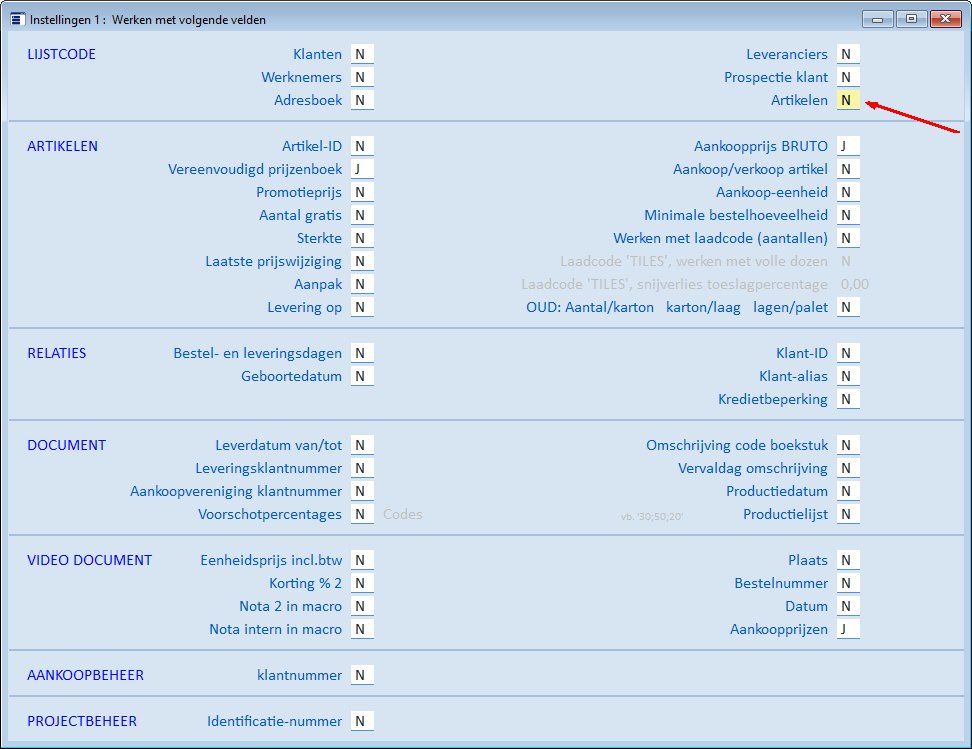 Instellingen 1 : Werken met volgende velden
LIJSTCODE Klanten N Leveranciers N
Werknemers N Prospectie klant N
Adresboek N Artikelen N
ARTIKELEN Artikel-ID N Aankoopprijs BRUTO J
Vereenvoudigd prijzenboek J Aankoop/verkoop artikel N
Promotieprijs N Aankoop-eenheid N
Aantal gratis N Minimale bestelhoeveelheid N
Sterkte N Werken met laadcode (aantallen) N
Laatste prijswijziging N Laadcode 'TILES', werken met volle dozen N
Aanpak N Laadcode 'TILES', snijverlies toeslagpercentage 0,00
Levering op N OUD: Aantal/karton karton/laag lagen/palet N
RELATIES Bestel- en leveringsdagen N Klant-ID N
Geboortedatum N Klant-alias N
Kredietbeperking N
DOCUMENT Leverdatum van/tot N Omschrijving code boekstuk N
Leveringsklantnummer N Vervaldag omschrijving N
Aankoopvereniging klantnummer N Productiedatum N
Voorschotpercentages N Codes vb. '30;50;20' Productielijst N
VIDEO DOCUMENT Eenheidsprijs incl.btw N Plaats N
Korting % 2 N Bestelnummer N
Nota 2 in macro N Datum N
Nota intern in macro N Aankoopprijzen J
AANKOOPBEHEER klantnummer N
PROJECTBEHEER Identificatie-nummer N